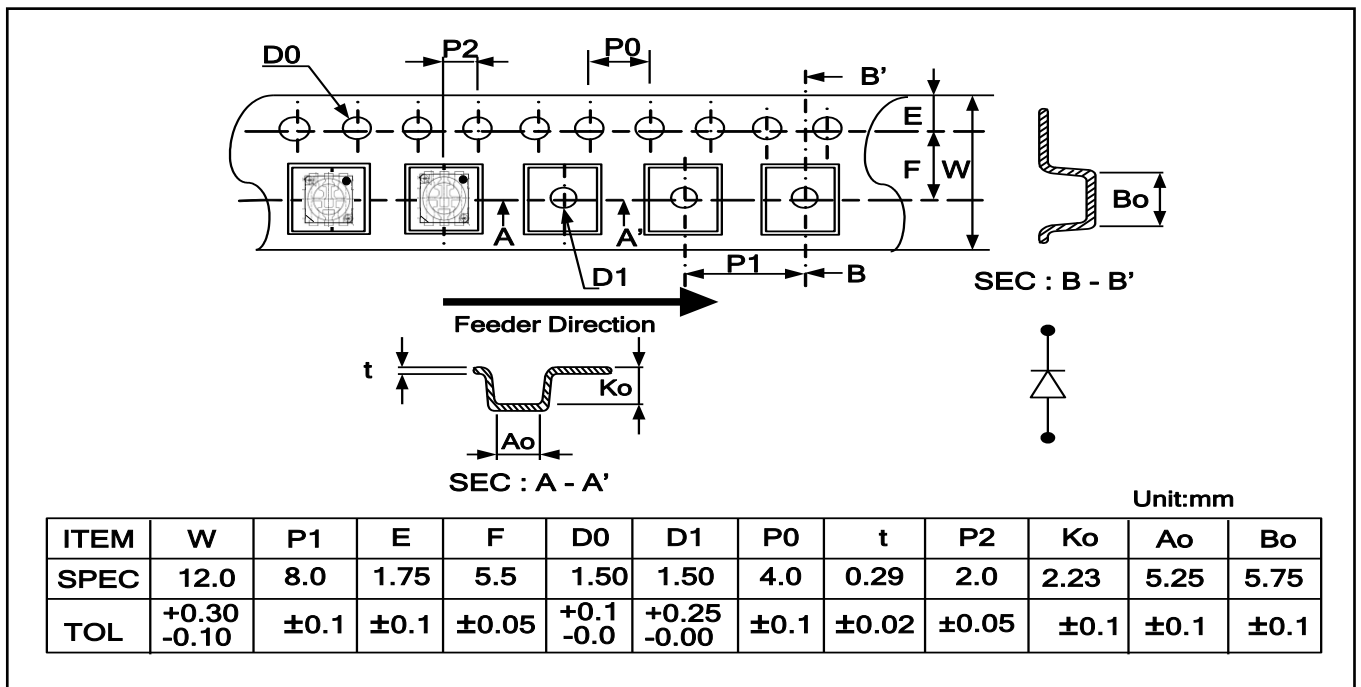 P2
P0
D0
B'
E
F
W
Bo
A
A'
P1
B
D1
SEC : B - B'
Feeder Direction
t
Ko
Ao
SEC : A - A'
Unit:mm
ITEM W P1 E F D0 D1 P0 t P2 Ko Ao Bo
SPEC 12.0 8.0 1.75 5.5 1.50 1.50 4.0 0.29 2.0 2.23 5.25 5.75
TOL +0.30 -0.10 ±0.1 ±0.1 ±0.05 +0.1 -0.0 +0.25 -0.00 ±0.1 ±0.02 ±0.05 ±0.1 ±0.1 ±0.1